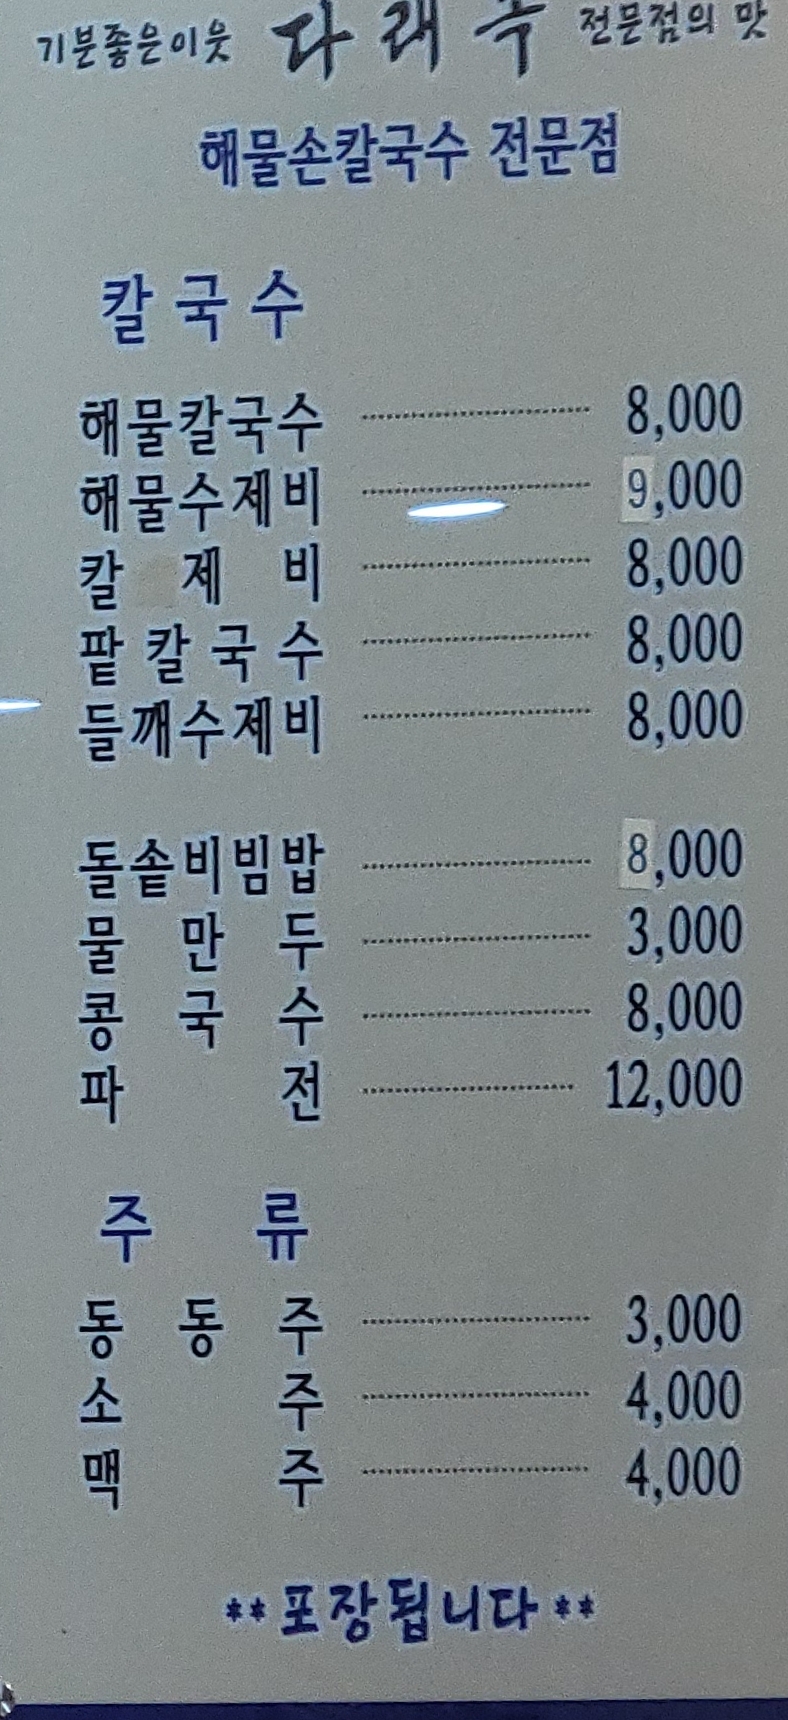 기분좋은이웃 다래 전문점의 맛
해물손칼국수 전문점
칼국수
해물칼국수 8,000
해물수제비 9,000
칼제비 8,000
팥칼국수 8,000
들깨수제비 8,000
돌솥비빔밥 8,000
물만두 3,000
콩국수 8,000
파전 12,000
주류
동동주 3,000
소주 4,000
맥주 4,000
**포장됩니다**